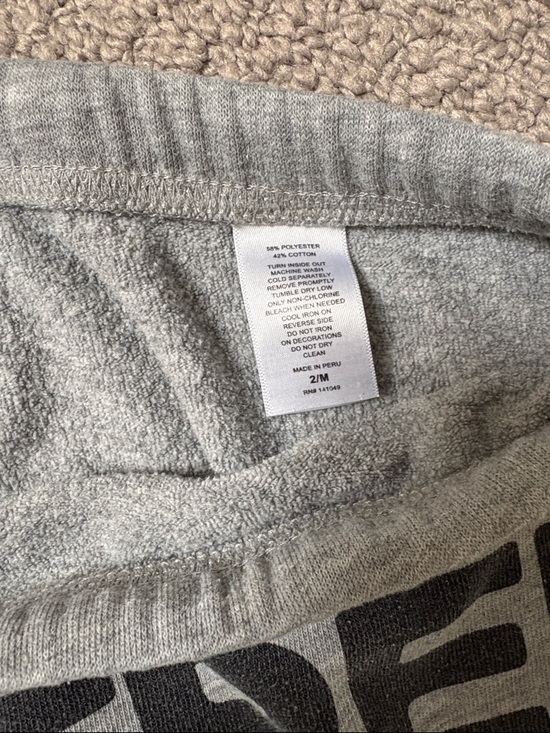 58% POLYESTER
42% COTTON
TURN INSIDE OUT
MACHINE WASH
COLD SEPARATELY
REMOVE PROMPTLY
TUMBLE DRY LOW
ONLY NON-CHLORINE
BLEACH WHEN NEEDED
COOL IRON ON
REVERSE SIDE
DO NOT IRON
ON DECORATIONS
DO NOT DRY
CLEAN
MADE IN PERU
2/M
RN# 141049